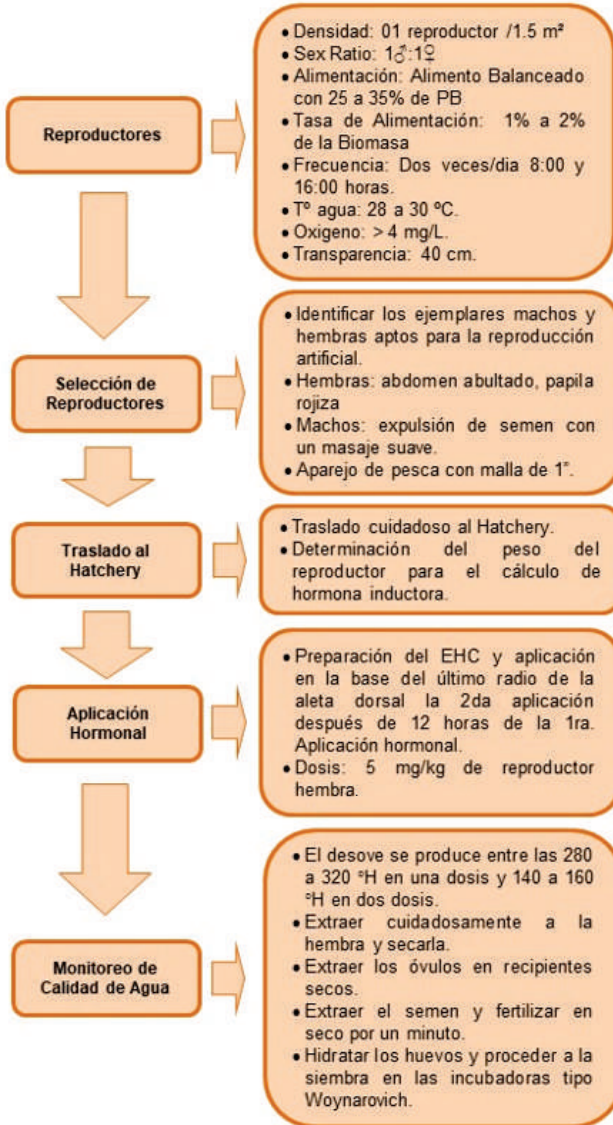 Reproductores
• Densidad: 01 reproductor /1.5 m²
• Sex Ratio: 1♂:1♀
• Alimentación: Alimento Balanceado
con 25 a 35% de PB
• Tasa de Alimentación: 1% a 2%
de la Biomasa
• Frecuencia: Dos veces/dia 8:00 y
16:00 horas.
• Tº agua: 28 a 30 ºC.
• Oxigeno: > 4 mg/L.
• Transparencia: 40 cm.
Selección de
Reproductores
• Identificar los ejemplares machos y
hembras aptos para la reproducción
artificial.
• Hembras: abdomen abultado, papila
rojiza
• Machos: expulsión de semen con
un masaje suave.
• Aparejo de pesca con malla de 1”.
Traslado al
Hatchery
• Traslado cuidadoso al Hatchery.
• Determinación del peso del
reproductor para el cálculo de
hormona inductora.
Aplicación
Hormonal
• Preparación del EHC y aplicación
en la base del último radio de la
aleta dorsal la 2da aplicación
después de 12 horas de la 1ra.
Aplicación hormonal.
• Dosis: 5 mg/kg de reproductor
hembra.
Monitoreo de
Calidad de Agua
• El desove se produce entre las 280
a 320 °H en una dosis y 140 a 160
°H en dos dosis.
• Extraer cuidadosamente a la
hembra y secarla.
• Extraer los óvulos en recipientes
secos.
• Extraer el semen y fertilizar en
seco por un minuto.
• Hidratar los huevos y proceder a la
siembra en las incubadoras tipo
Woynarovich.